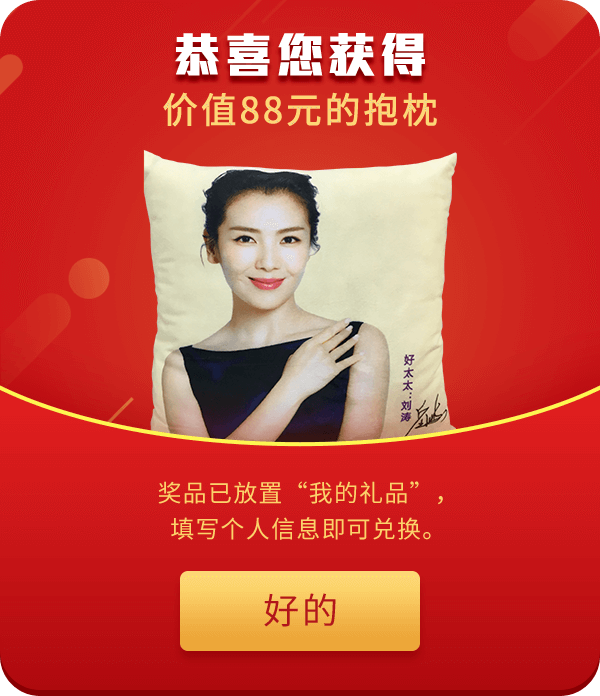 恭喜您获得
价值88元的抱枕
好太太：刘涛
奖品已放置“我的礼品”，
填写个人信息即可兑换。
好的